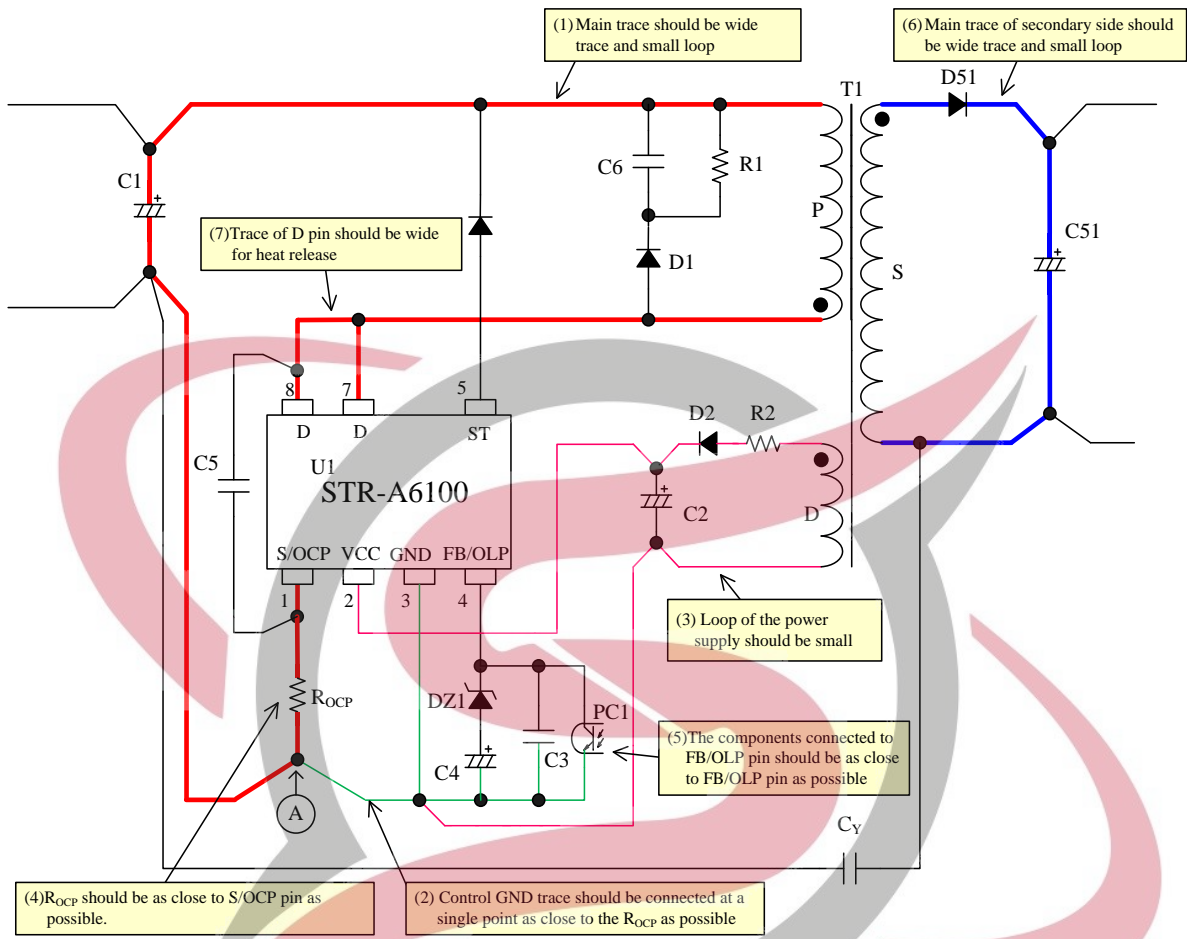 (1) Main trace should be wide
trace and small loop
(6) Main trace of secondary side should
be wide trace and small loop
D51
T1
C1
C6
R1
P
S
C51
(7)Trace of D pin should be wide
for heat release
D1
8
7
5
D
D
ST
D2
R2
C5
U1
STR-A6100
C2
D
S/OCP
VCC
GND
FB/OLP
1
2
3
4
(3) Loop of the power
supply should be small
ROCP
DZ1
PC1
C4
C3
(5)The components connected to
FB/OLP pin should be as close
to FB/OLP pin as possible
A
CY
(4)ROCP should be as close to S/OCP pin as
possible.
(2) Control GND trace should be connected at a
single point as close to the ROCP as possible